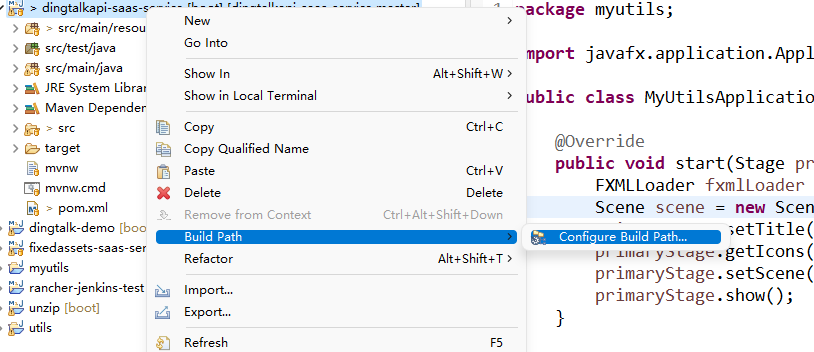 > dingtalkapi-saas-service [boot] [dingtalkapi-saas-service master]
> src/main/resou
src/test/java
src/main/java
JRE System Librar
Maven Dependen
> src
target
mvnw
mvnw.cmd
> pom.xml
dingtalk-demo [boot]
fixedassets-saas-ser
myutils
rancher-jenkins-test
unzip [boot]
utils
New
Go Into
Show In Alt+Shift+W
Show in Local Terminal
Copy Ctrl+C
Copy Qualified Name
Paste Ctrl+V
Delete Delete
Remove from Context Ctrl+Alt+Shift+Down
Build Path
Refactor Alt+Shift+T
Import...
Export...
Refresh F5
Configure Build Path...
1
package myutils;
import javafx.application.Appl
public class MyUtilsApplication
@Override
public void start(Stage pr
FXMLLoader fxmlLoader
Scene scene = new Scen
.setTitle(
primaryStage.getIcons(
primaryStage.setScene(
primaryStage.show();
}